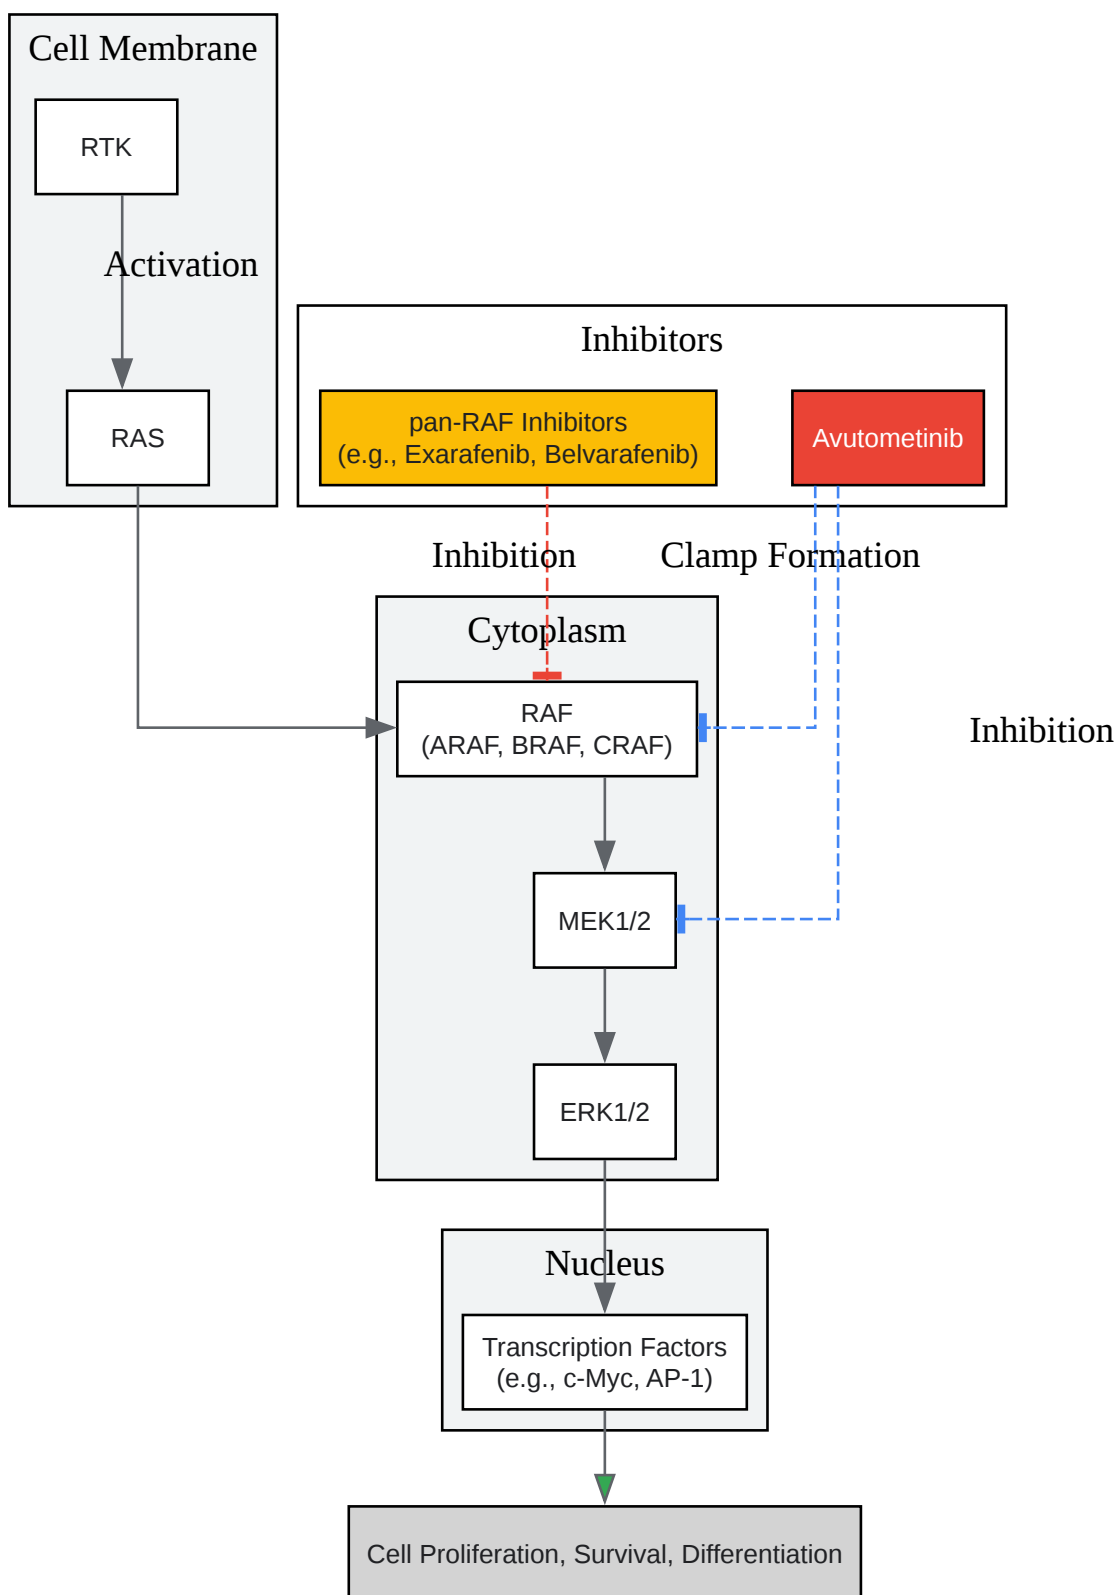 Cell Membrane
RTK
Activation
RAS
Inhibitors
pan-RAF Inhibitors
(e.g., Exarafenib, Belvarafenib)
Avutometinib
Inhibition
Clamp Formation
Cytoplasm
RAF
(ARAF, BRAF, CRAF)
Inhibition
MEK1/2
ERK1/2
Nucleus
Transcription Factors
(e.g., c-Myc, AP-1)
Cell Proliferation, Survival, Differentiation